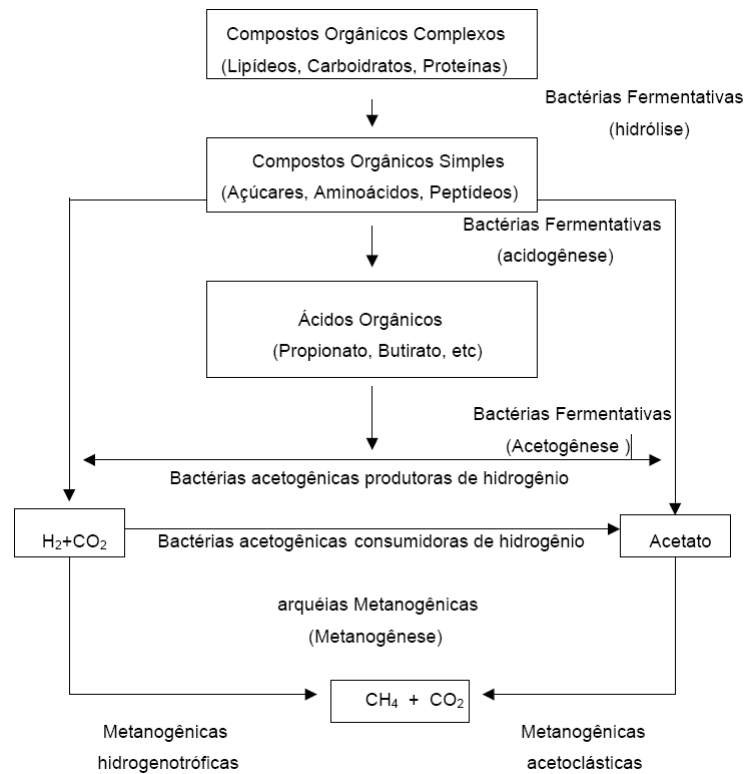 Compostos Orgânicos Complexos
(Lipídeos, Carboidratos, Proteínas)
Bactérias Fermentativas
(hidrólise)
Compostos Orgânicos Simples
(Açúcares, Aminoácidos, Peptídeos)
Bactérias Fermentativas
(acidogênese)
Ácidos Orgânicos
(Propionato, Butirato, etc)
Bactérias Fermentativas
(Acetogênese )
Bactérias acetogênicas produtoras de hidrogênio
H₂+CO₂
Bactérias acetogênicas consumidoras de hidrogênio
Acetato
arquéias Metanogênicas
(Metanogênese)
CH₄ + CO₂
Metanogênicas
hidrogenotróficas
Metanogênicas
acetoclásticas